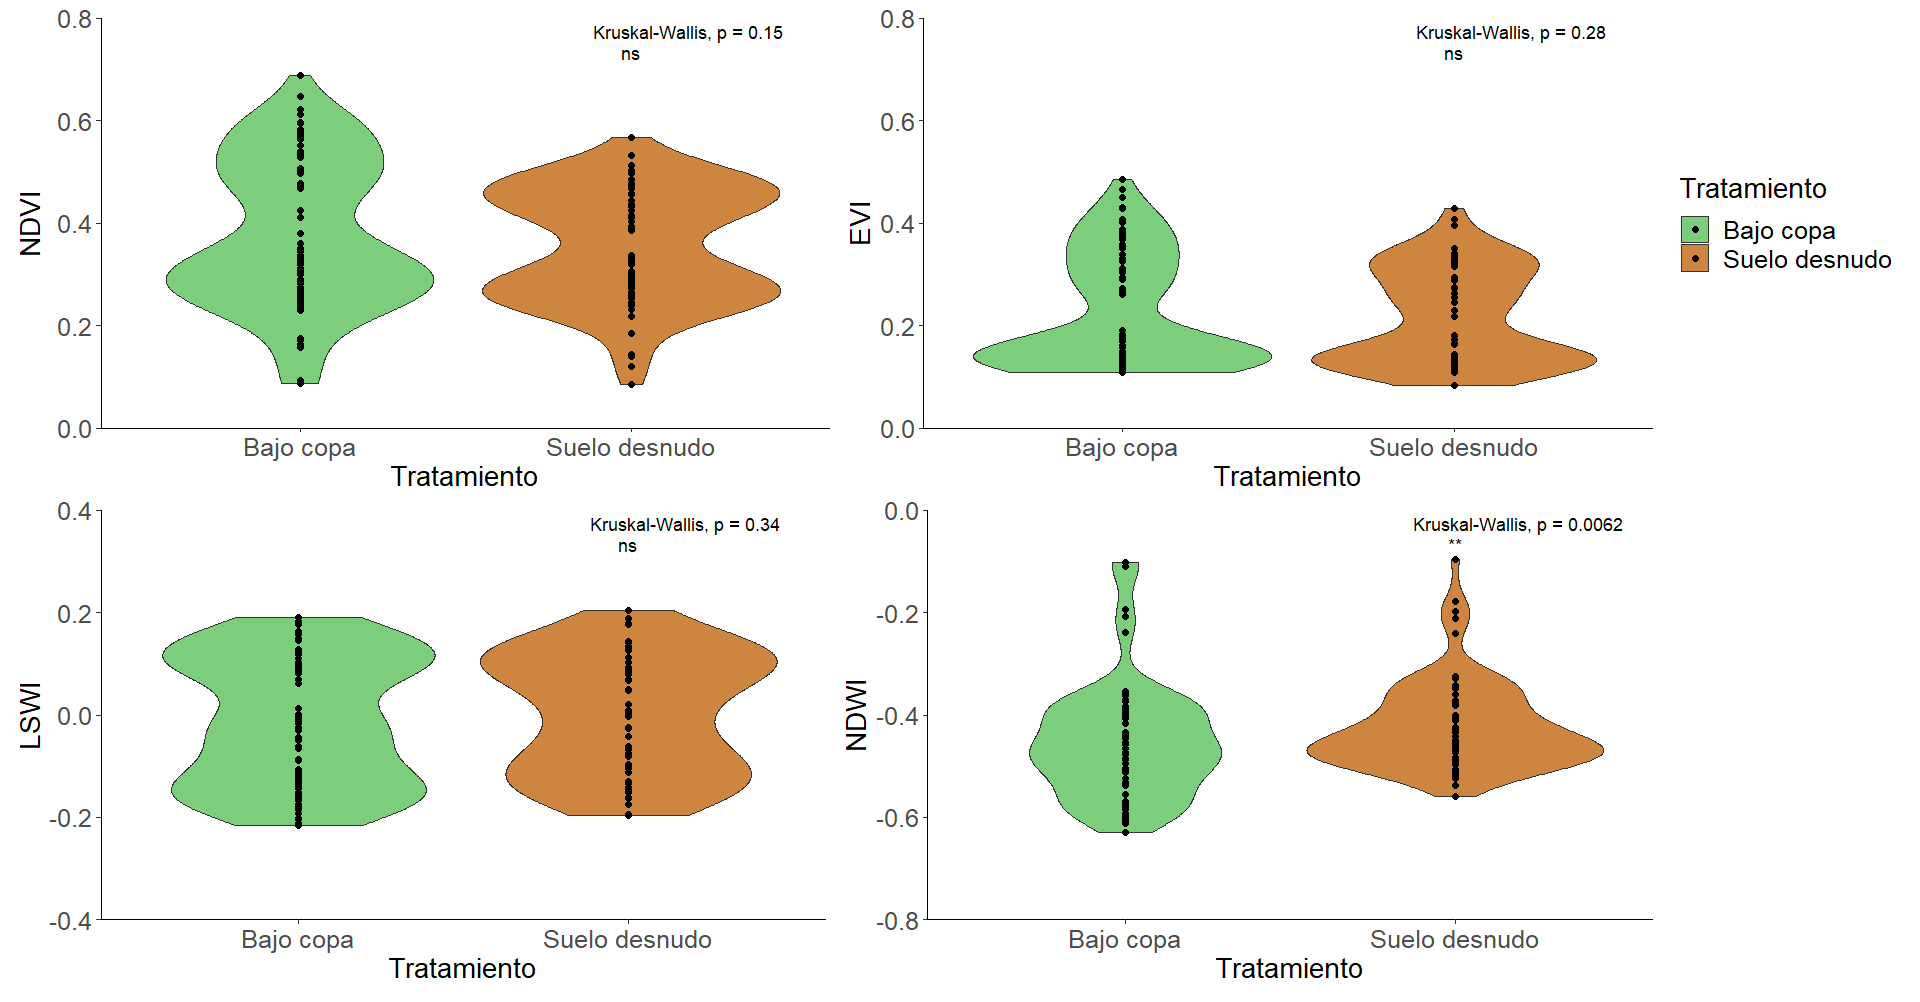 0.8
0.6
0.4
0.2
0.0
NDVI
Kruskal-Wallis, p = 0.15
ns
Bajo copa
Suelo desnudo
Tratamiento
0.8
0.6
0.4
0.2
0.0
EVI
Kruskal-Wallis, p = 0.28
ns
Bajo copa
Suelo desnudo
Tratamiento
Tratamiento
Bajo copa
Suelo desnudo
0.4
0.2
0.0
-0.2
-0.4
LSWI
Kruskal-Wallis, p = 0.34
ns
Bajo copa
Suelo desnudo
Tratamiento
0.0
-0.2
-0.4
-0.6
-0.8
NDWI
Kruskal-Wallis, p = 0.0062
**
Bajo copa
Suelo desnudo
Tratamiento